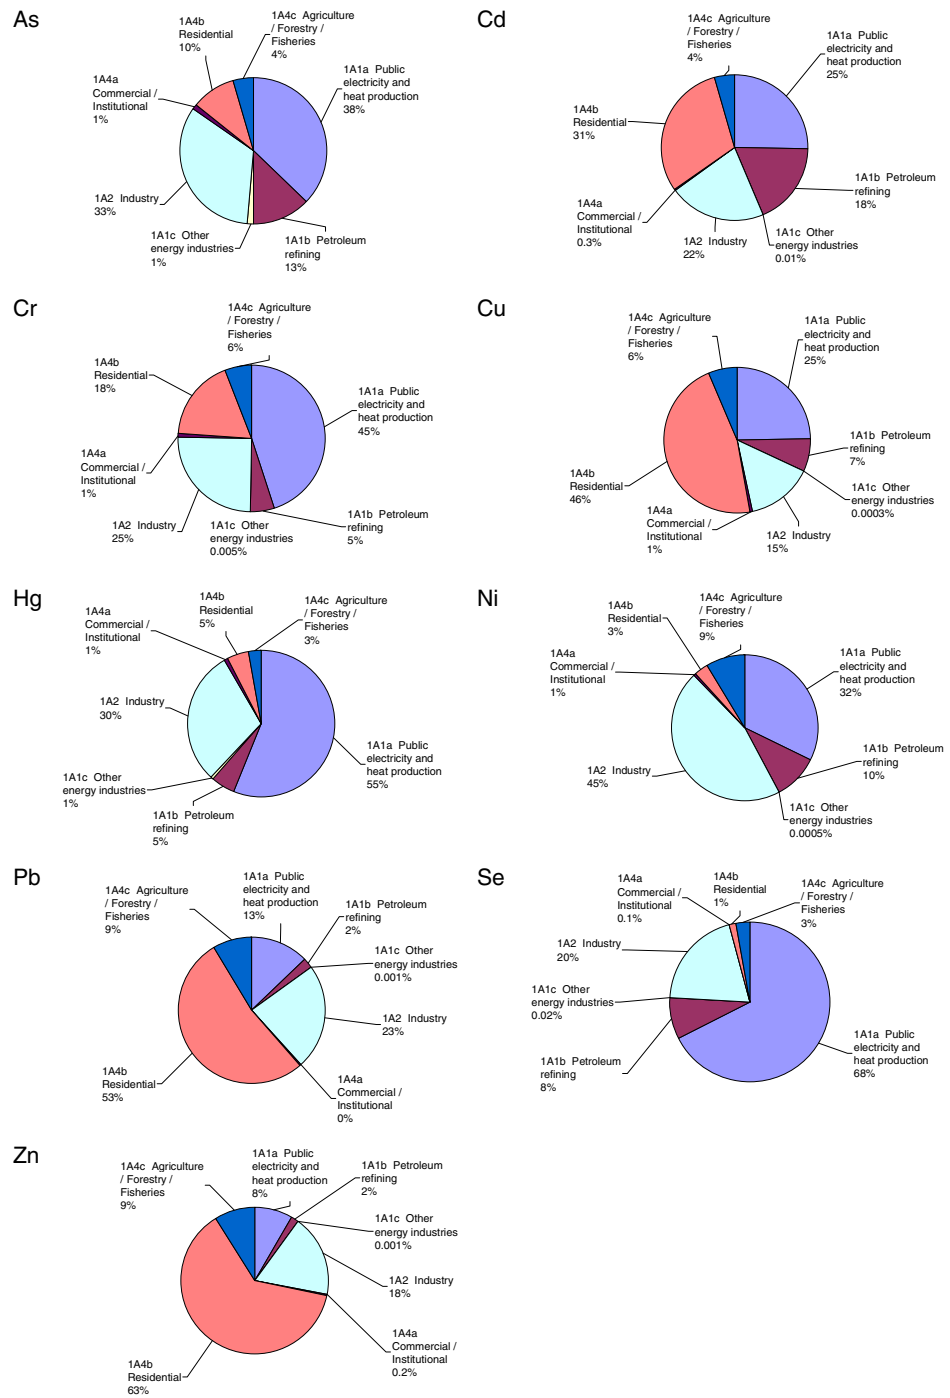 As
1A4b
Residential
10%
1A4c  Agriculture
/ Forestry /
Fisheries
4%
1A1a  Public
electricity and
heat production
38%
1A4a
Commercial /
Institutional
1%
1A2  Industry
33%
1A1c  Other
energy industries
1%
1A1b  Petroleum
refining
13%
Cd
1A4c  Agriculture
/ Forestry /
Fisheries
4%
1A1a  Public
electricity and
heat production
25%
1A4b
Residential
31%
1A4a
Commercial /
Institutional
0.3%
1A2  Industry
22%
1A1c  Other
energy industries
0.01%
1A1b  Petroleum
refining
18%
Cr
1A4c  Agriculture
/ Forestry /
Fisheries
6%
1A4b
Residential
18%
1A1a  Public
electricity and
heat production
45%
1A4a
Commercial /
Institutional
1%
1A2  Industry
25%
1A1c  Other
energy industries
0.005%
1A1b  Petroleum
refining
5%
Cu
1A4c  Agriculture
/ Forestry /
Fisheries
6%
1A1a  Public
electricity and
heat production
25%
1A1b  Petroleum
refining
7%
1A4b
Residential
46%
1A1c  Other
energy industries
0.0003%
1A4a
Commercial /
Institutional
1%
1A2  Industry
15%
Hg
1A4a
Commercial /
Institutional
1%
1A4b
Residential
5%
1A4c  Agriculture
/ Forestry /
Fisheries
3%
1A2  Industry
30%
1A1a  Public
electricity and
heat production
55%
1A1c  Other
energy industries
1%
1A1b  Petroleum
refining
5%
Ni
1A4b
Residential
3%
1A4c  Agriculture
/ Forestry /
Fisheries
9%
1A4a
Commercial /
Institutional
1%
1A1a  Public
electricity and
heat production
32%
1A2  Industry
45%
1A1b  Petroleum
refining
10%
1A1c  Other
energy industries
0.0005%
Pb
1A4c  Agriculture
/ Forestry /
Fisheries
9%
1A1a  Public
electricity and
heat production
13%
1A1b  Petroleum
refining
2%
1A1c  Other
energy industries
0.001%
1A2  Industry
23%
1A4b
Residential
53%
1A4a
Commercial /
Institutional
0%
Se
1A4a
Commercial /
Institutional
0.1%
1A4b
Residential
1%
1A4c  Agriculture
/ Forestry /
Fisheries
3%
1A2  Industry
20%
1A1c  Other
energy industries
0.02%
1A1b  Petroleum
refining
8%
1A1a  Public
electricity and
heat production
68%
Zn
1A4c  Agriculture
/ Forestry /
Fisheries
9%
1A1a  Public
electricity and
heat production
8%
1A1b  Petroleum
refining
2%
1A1c  Other
energy industries
0.001%
1A2  Industry
18%
1A4a
Commercial /
Institutional
0.2%
1A4b
Residential
63%